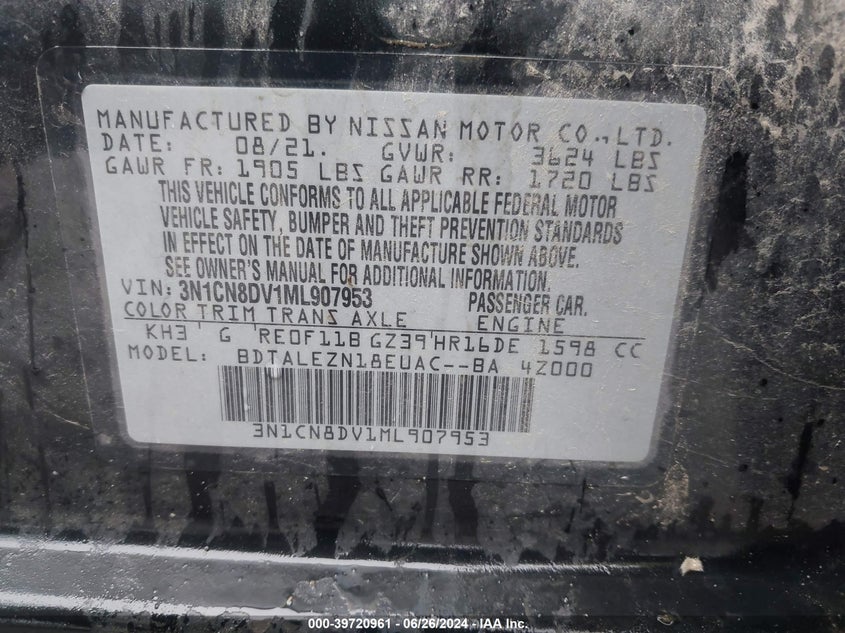 MANUFACTURED BY NISSAN MOTOR CO.,LTD.
DATE: 08/21. GVWR: 3624 LBS
GAWR FR: 1905 LBS GAWR RR: 1720 LBS
THIS VEHICLE CONFORMS TO ALL APPLICABLE FEDERAL MOTOR
VEHICLE SAFETY, BUMPER AND THEFT PREVENTION STANDARDS
IN EFFECT ON THE DATE OF MANUFACTURE SHOWN ABOVE.
SEE OWNER'S MANUAL FOR ADDITIONAL INFORMATION.
VIN: 3N1CN8DV1ML907953 PASSENGER CAR.
COLOR TRIM TRANS AXLE ENGINE
KH3 G RE0F11B GZ39 HR16DE 1598 CC
MODEL: BDTALEZN18EUAC--BA 4Z000
3N1CN8DV1ML907953
000-39720961 - 06/26/2024 - ©IAA Inc.